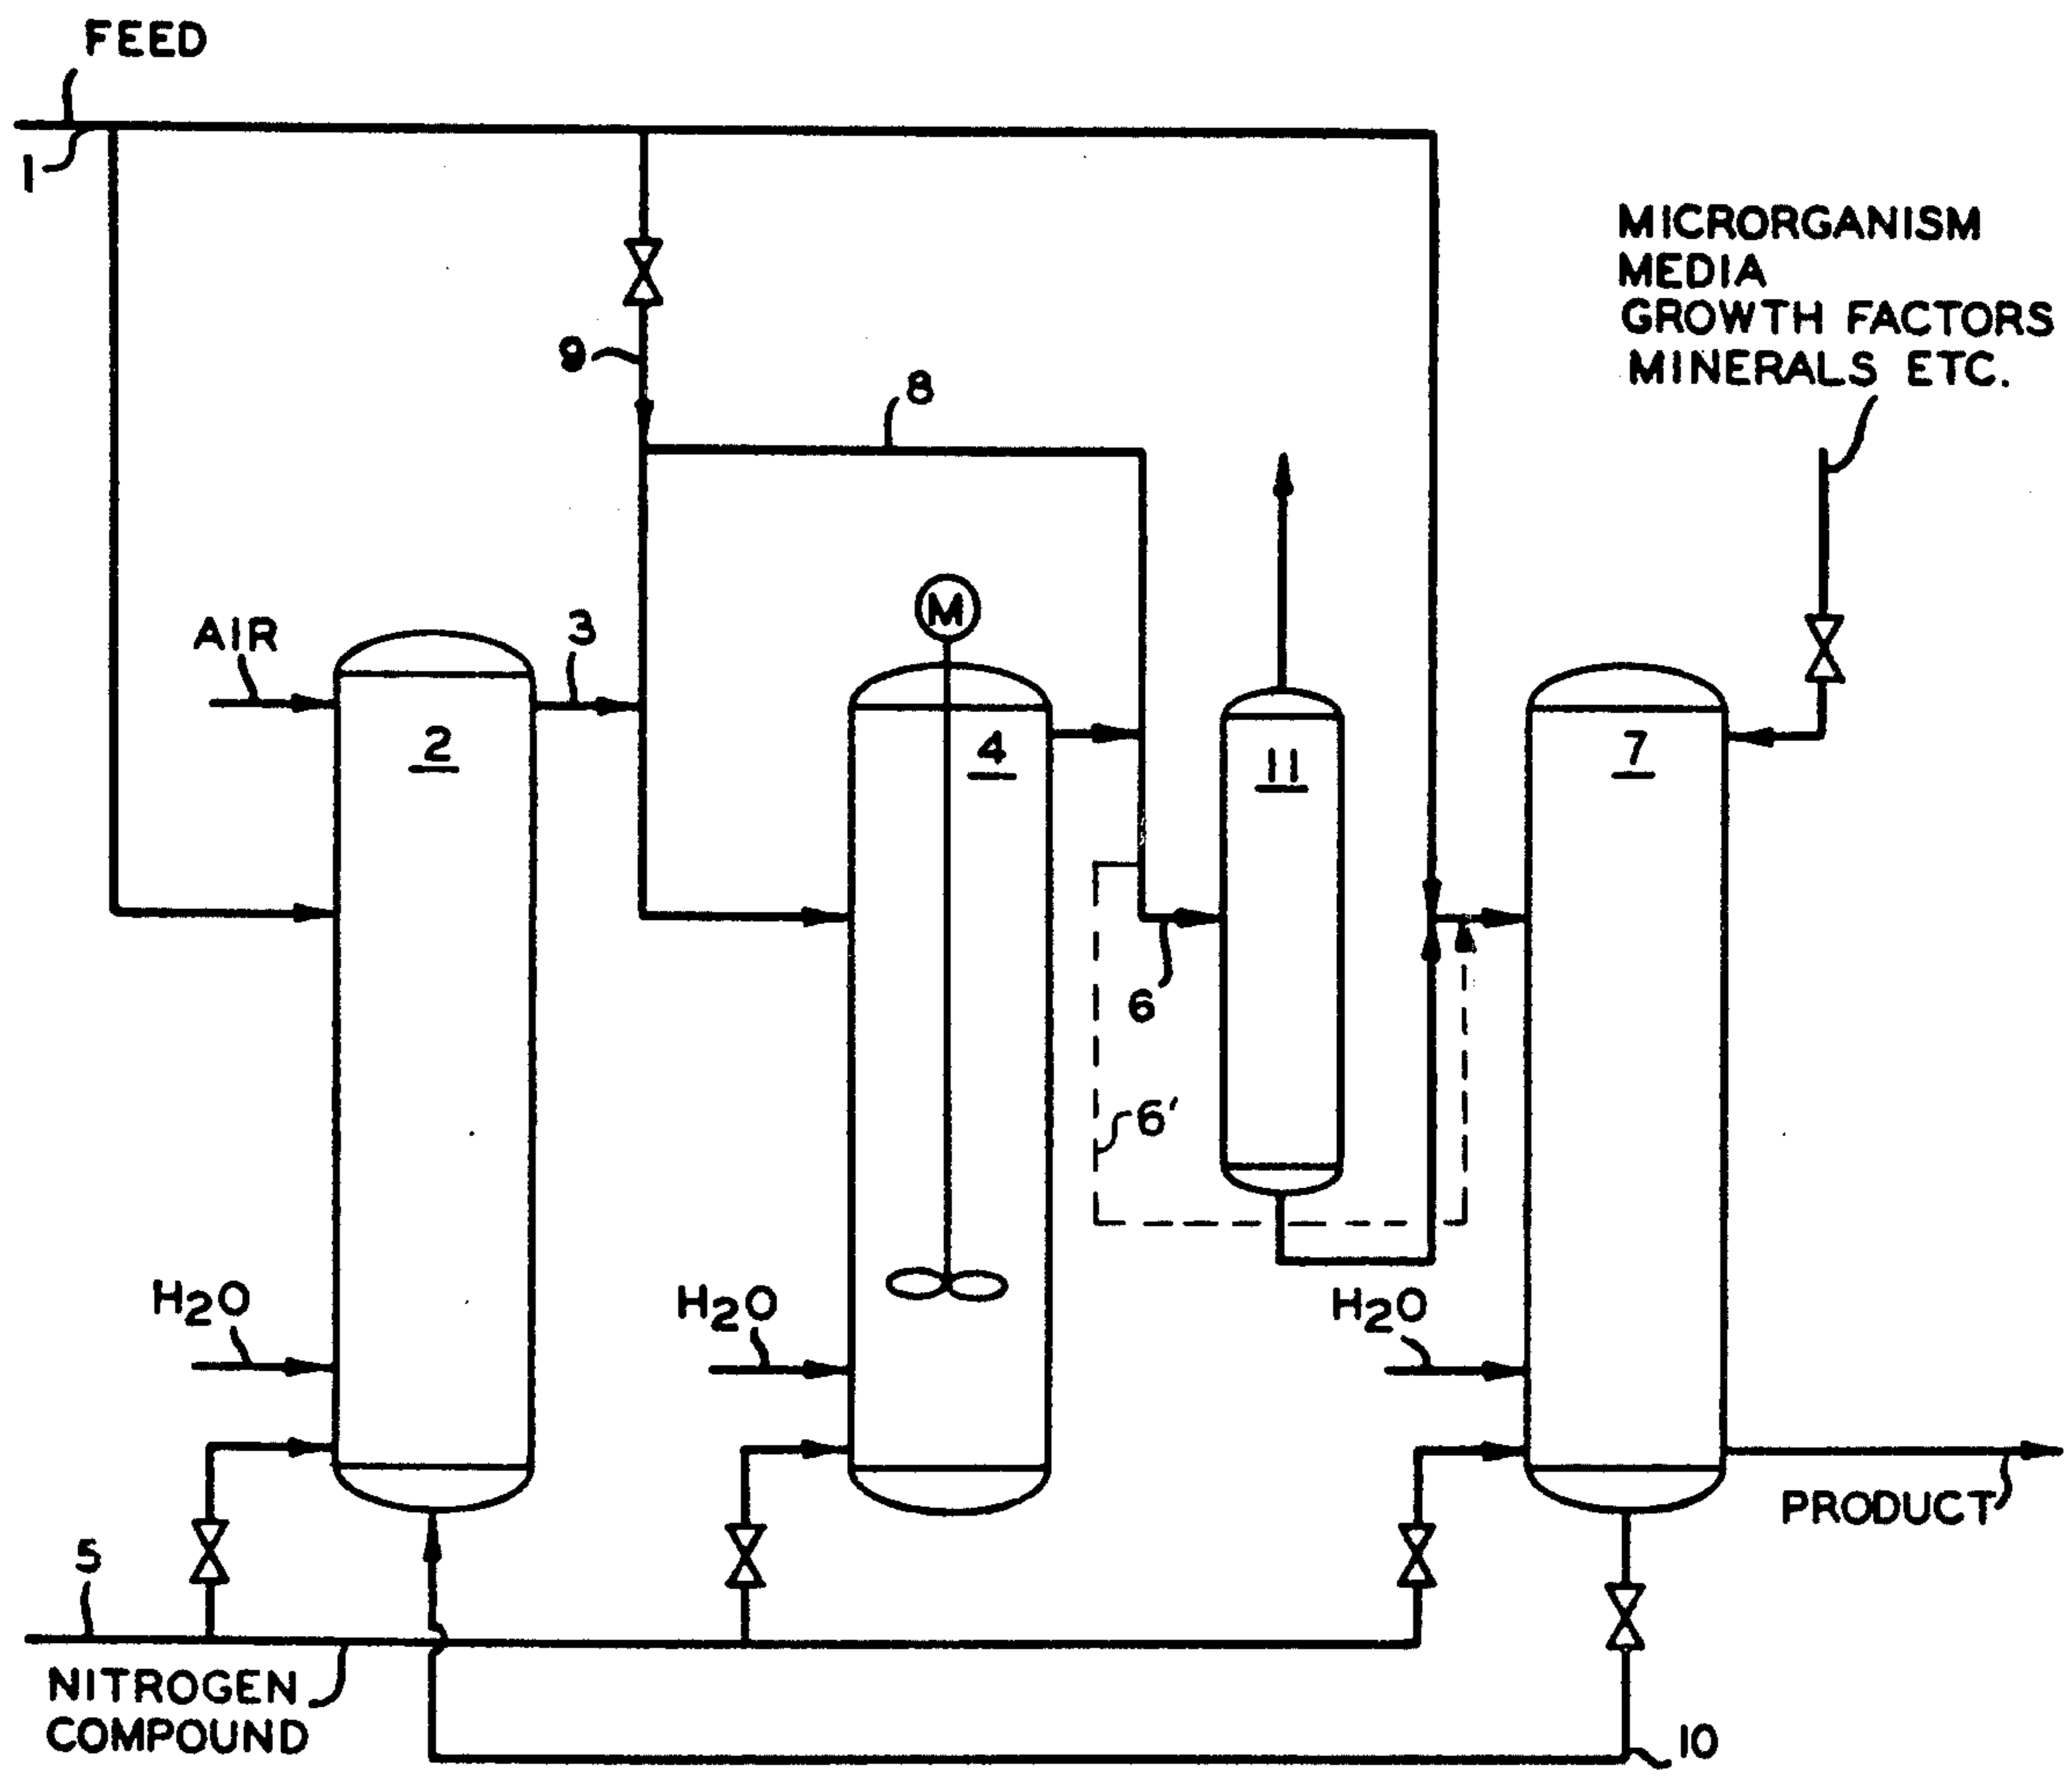 FEED
1
MICRORGANISM
MEDIA
GROWTH FACTORS
MINERALS ETC.
9
8
AIR
3
M
2
4
11
7
6
6'
H2O
H2O
H2O
PRODUCT
5
NITROGEN
COMPOUND
10